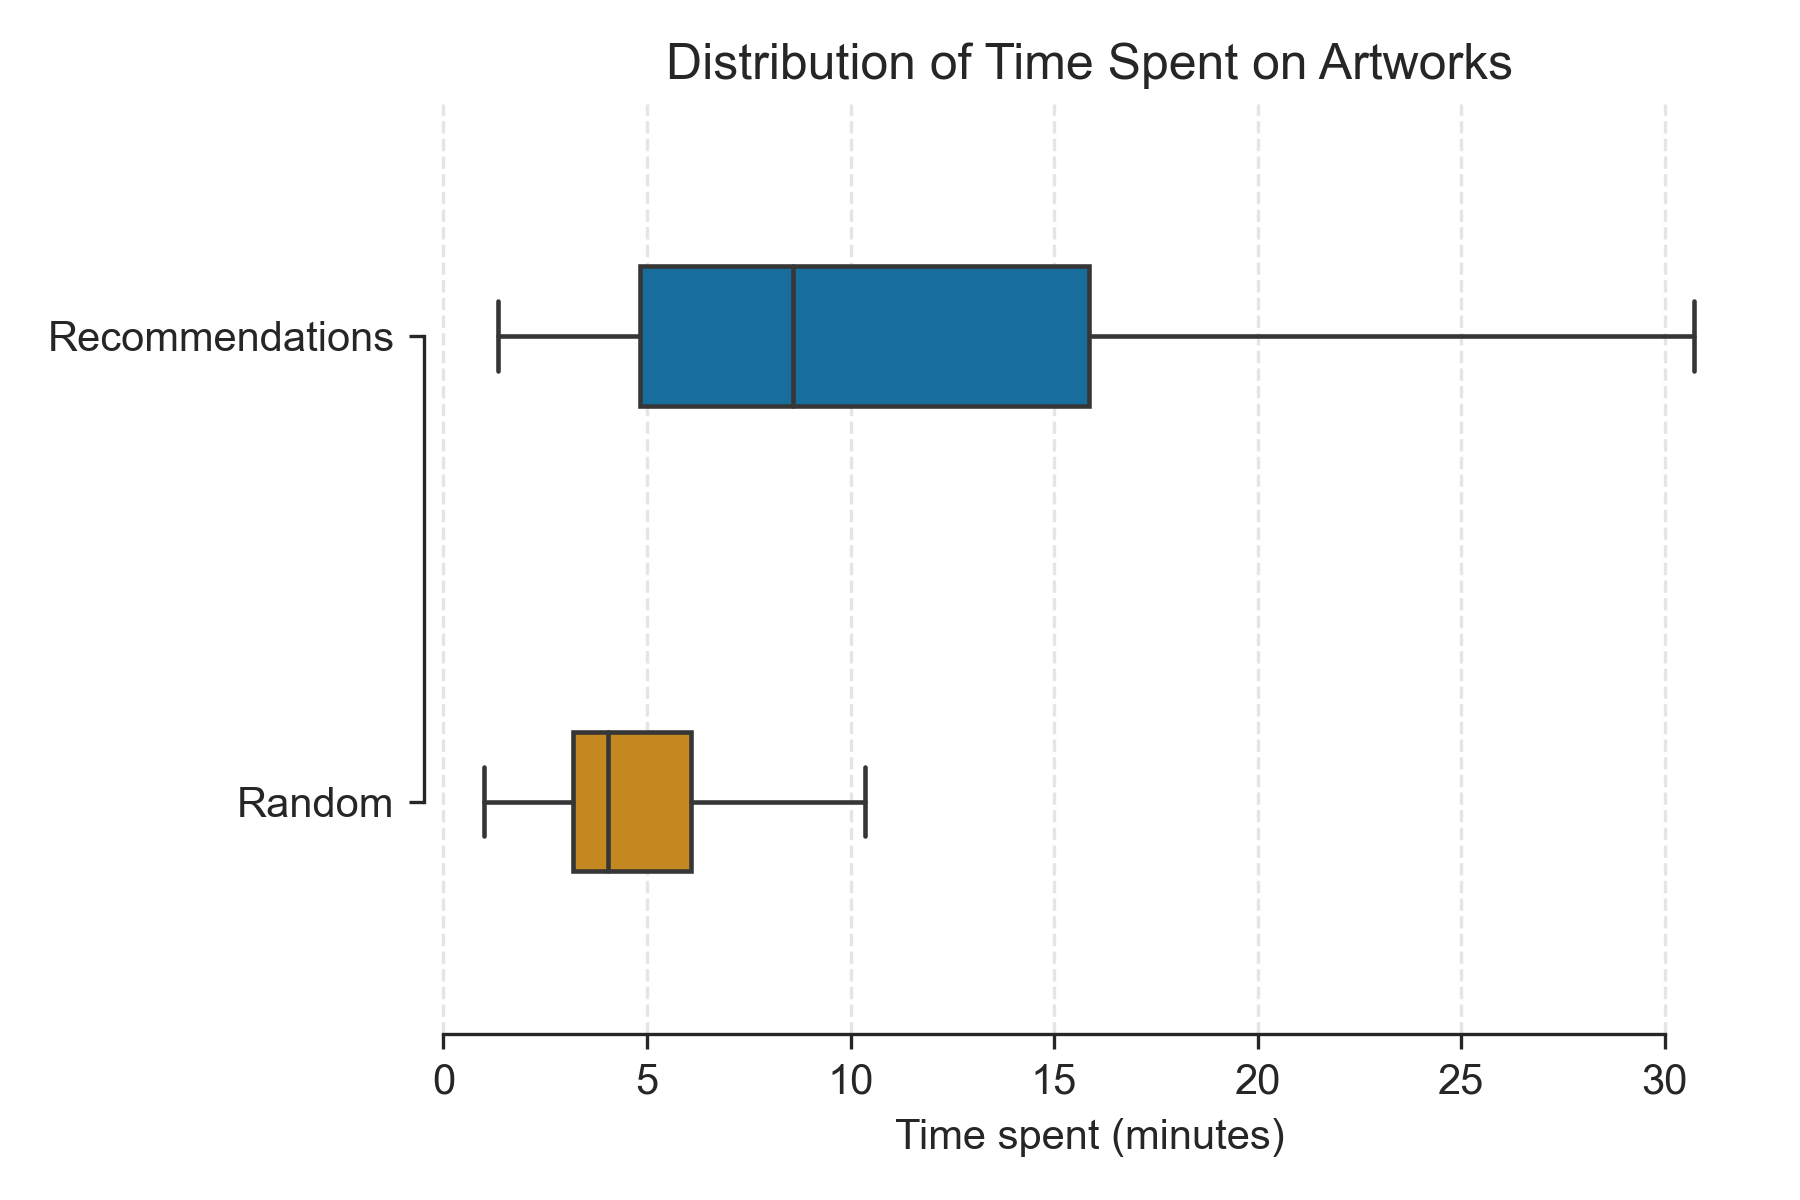 Distribution of Time Spent on Artworks
Recommendations
Random
0 5 10 15 20 25 30
Time spent (minutes)